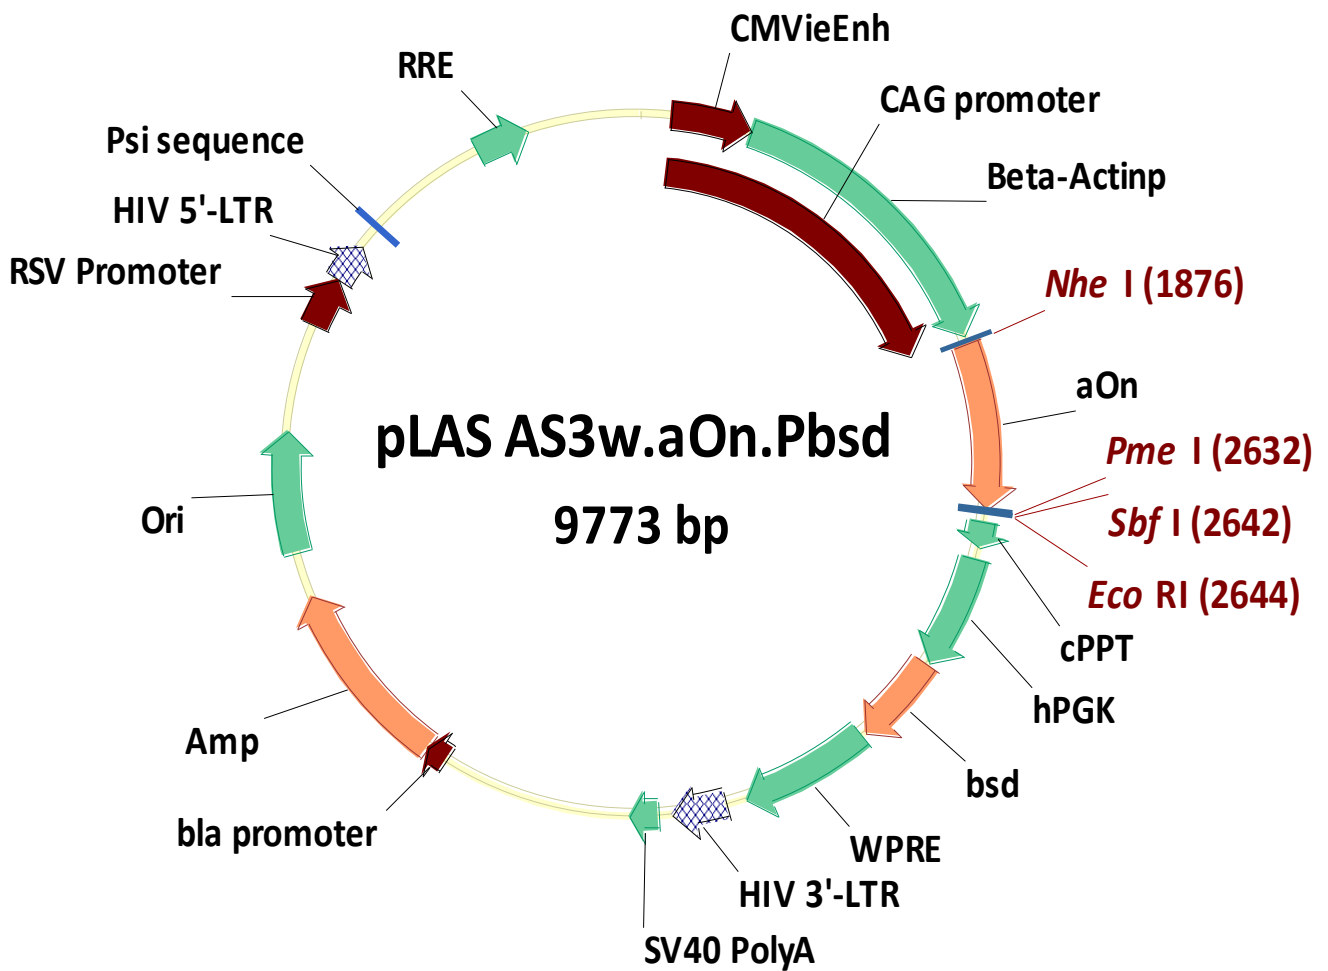 CMVieEnh
RRE
CAG promoter
Psi sequence
Beta-Actinp
HIV 5'-LTR
RSV Promoter
Nhe I (1876)
aOn
pLAS AS3w.aOn.Pbsd
9773 bp
Pme I (2632)
Sbf I (2642)
Eco RI (2644)
Ori
cPPT
hPGK
Amp
bsd
bla promoter
WPRE
HIV 3'-LTR
SV40 PolyA